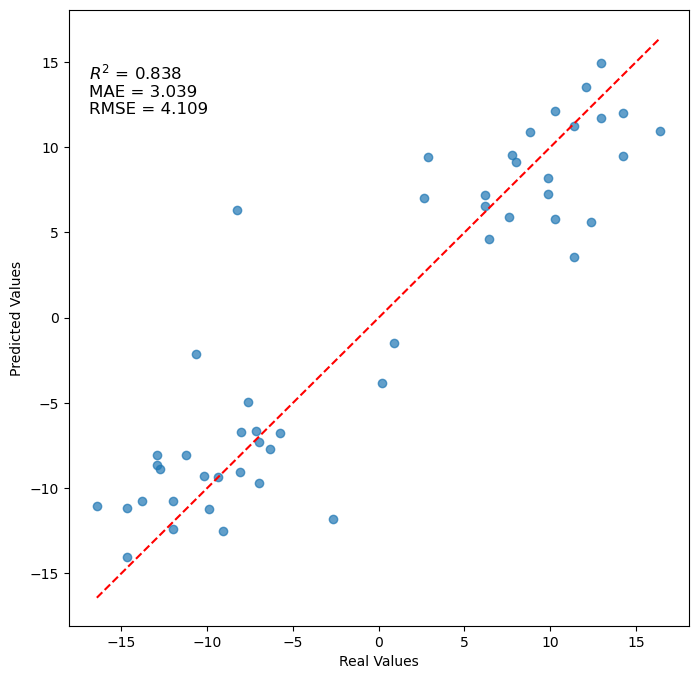 R² = 0.838
MAE = 3.039
RMSE = 4.109
15
10
5
0
−5
−10
−15
Predicted Values
−15 −10 −5 0 5 10 15
Real Values